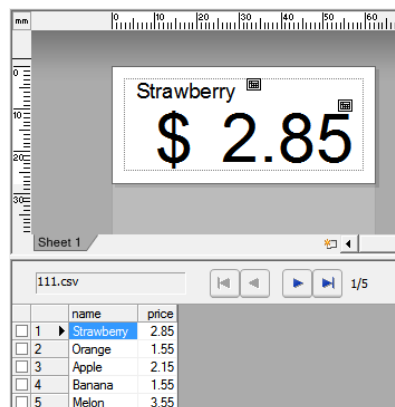 mm 0 10 20 30 40 50 60
0
10
20
30
Strawberry
$ 2.85
Sheet 1
111.csv 1/5
name price
1 Strawberry 2.85
2 Orange 1.55
3 Apple 2.15
4 Banana 1.55
5 Melon 3.55